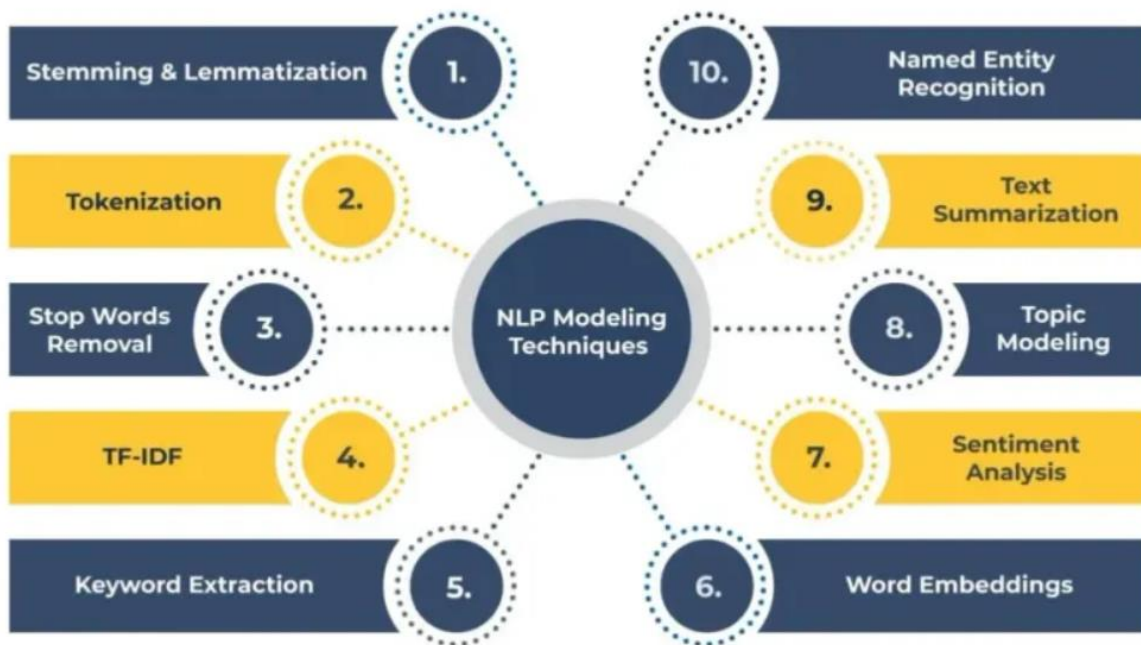 Stemming & Lemmatization
1.
Tokenization
2.
Stop Words
Removal
3.
TF-IDF
4.
Keyword Extraction
5.
NLP Modeling
Techniques
10.
Named Entity
Recognition
9.
Text
Summarization
8.
Topic
Modeling
7.
Sentiment
Analysis
6.
Word Embeddings